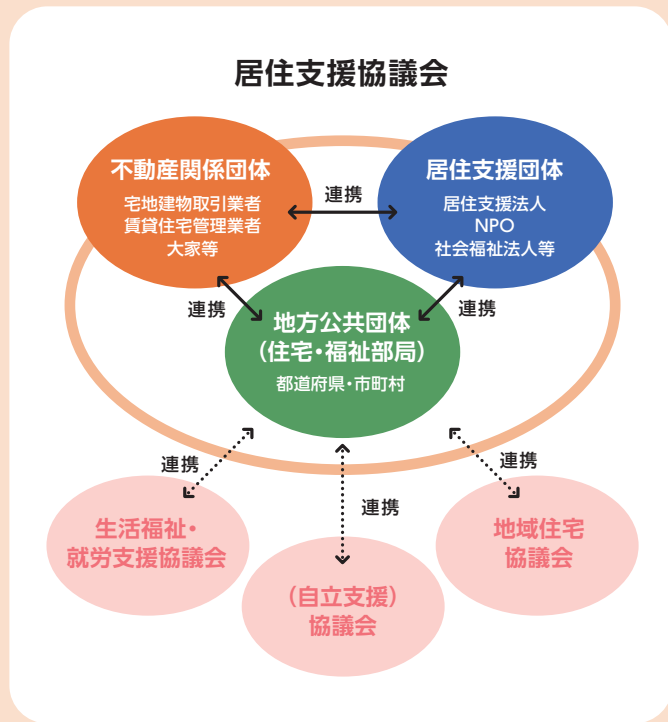 居住支援協議会
不動産関係団体
宅地建物取引業者
賃貸住宅管理業者
大家等
連携
居住支援団体
居住支援法人
NPO
社会福祉法人等
連携
連携
地方公共団体
（住宅・福祉部局）
都道府県・市町村
連携
連携
連携
生活福祉・
就労支援協議会
（自立支援）
協議会
地域住宅
協議会